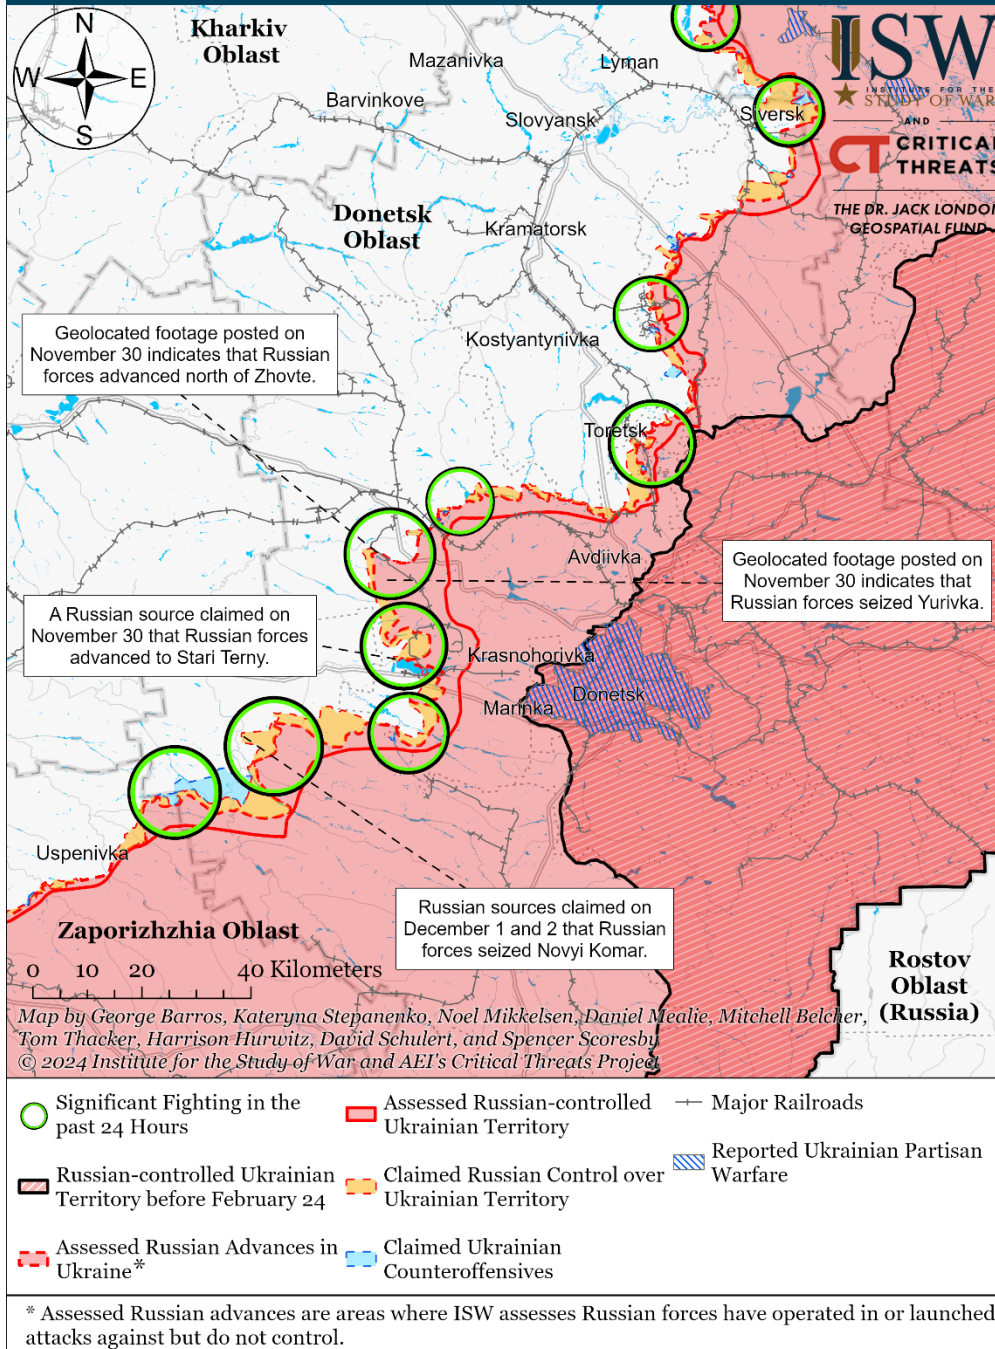 N
W
E
S
Kharkiv
Oblast
Mazanivka
Lyman
Barvinkove
Slovyansk
Siversk
ISW
INSTITUTE FOR THE
STUDY OF WAR
AND
CT CRITICAL
THREATS
THE DR. JACK LONDON
GEOSPATIAL FUND
Donetsk
Oblast
Kramatorsk
Kostyantynivka
Geolocated footage posted on
November 30 indicates that Russian
forces advanced north of Zhovte.
Toretsk
Avdiivka
Geolocated footage posted on
November 30 indicates that
Russian forces seized Yurivka.
A Russian source claimed on
November 30 that Russian forces
advanced to Stari Terny.
Krasnohorivka
Donetsk
Marinka
Uspenivka
Russian sources claimed on
December 1 and 2 that Russian
forces seized Novyi Komar.
Zaporizhzhia Oblast
Rostov
Oblast
(Russia)
0 10 20 40 Kilometers
Map by George Barros, Kateryna Stepanenko, Noel Mikkelsen, Daniel Mealie, Mitchell Belcher,
Tom Thacker, Harrison Hurwitz, David Schulert, and Spencer Scoresby
© 2024 Institute for the Study of War and AEI's Critical Threats Project
Significant Fighting in the
past 24 Hours
Russian-controlled Ukrainian
Territory before February 24
Assessed Russian Advances in
Ukraine*
Assessed Russian-controlled
Ukrainian Territory
Claimed Russian Control over
Ukrainian Territory
Claimed Ukrainian
Counteroffensives
Major Railroads
Reported Ukrainian Partisan
Warfare
* Assessed Russian advances are areas where ISW assesses Russian forces have operated in or launched
attacks against but do not control.